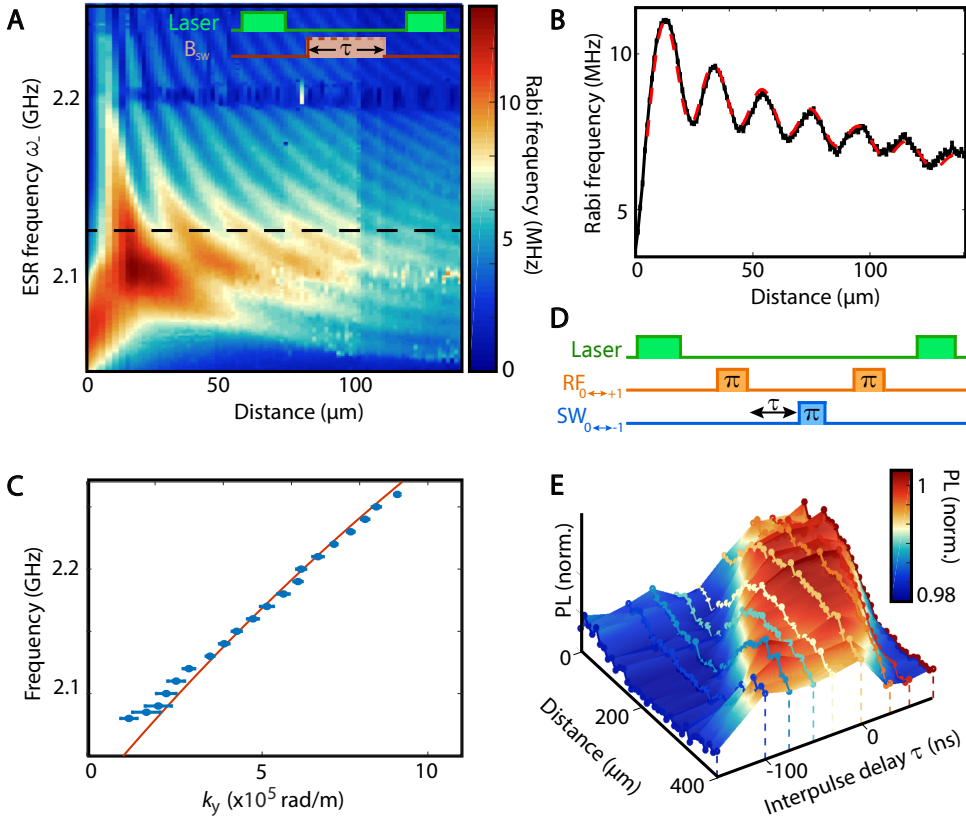 A
Laser
B_SW
τ
ESR frequency ω_- (GHz)
2.2
2.1
0
50
100
Distance (µm)
10
5
0
Rabi frequency (MHz)
B
Rabi frequency (MHz)
10
5
0
50
100
Distance (µm)
C
Frequency (GHz)
2.2
2.1
0
5
10
k_y (x10^5 rad/m)
D
Laser
RF_0↔+1
π
π
SW_0↔-1
τ
π
E
PL (norm.)
1
0.98
PL (norm.)
0
200
400
Distance (µm)
-100
0
Interpulse delay τ (ns)